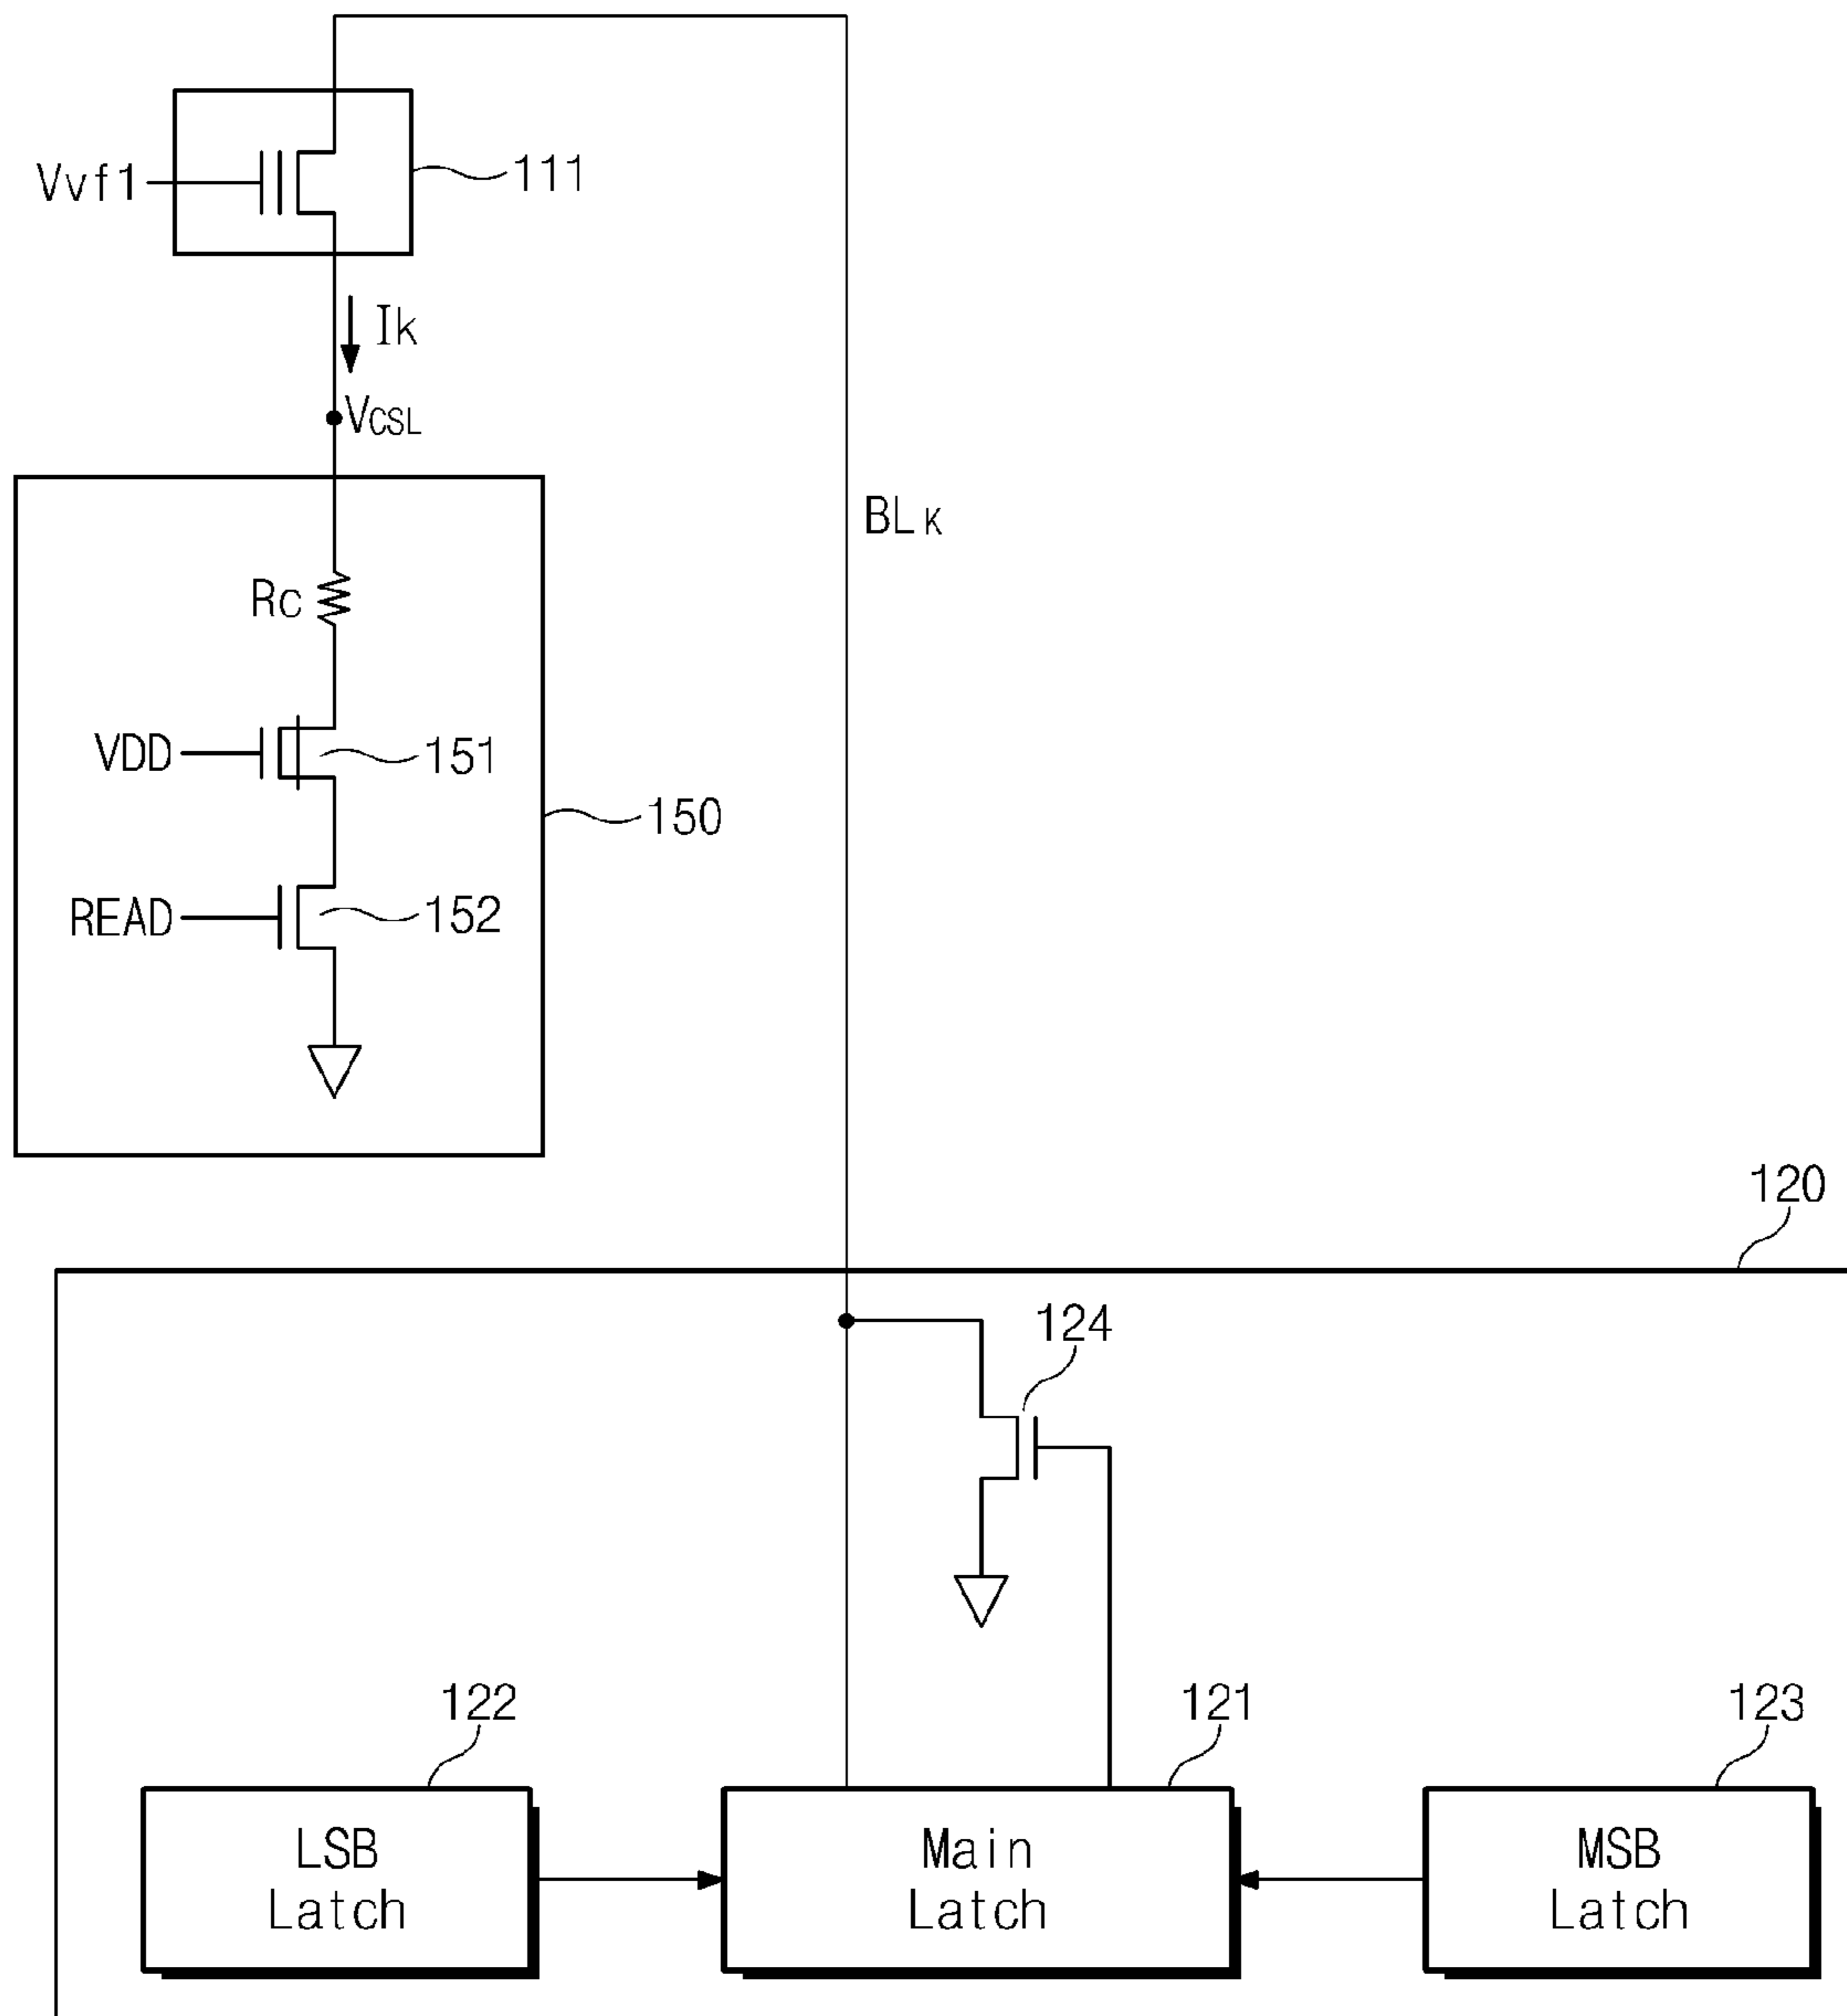 Vvf1
111
Ik
VCSL
BLK
RC
VDD
151
150
READ
152
120
124
122
121
123
LSB
Latch
Main
Latch
MSB
Latch